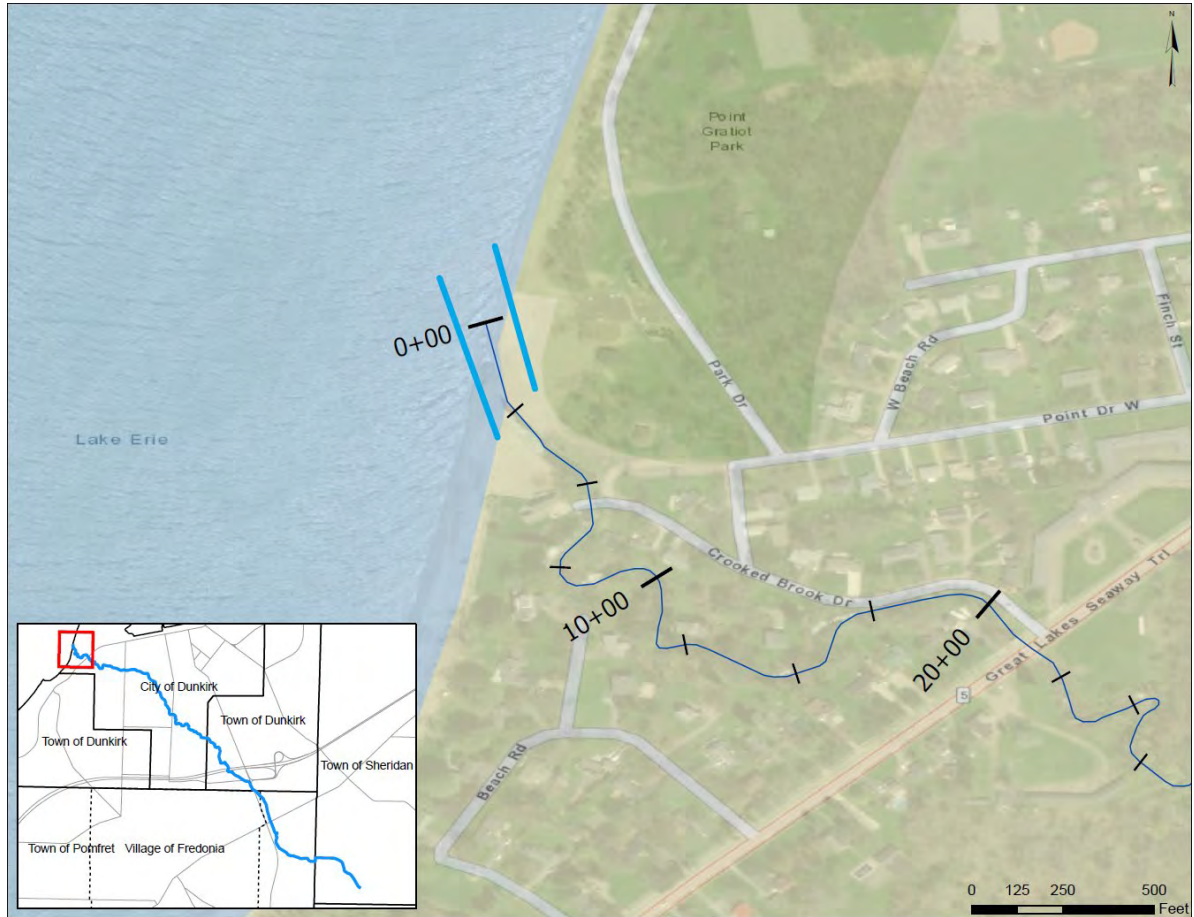 N
Point
Gratiot
Park
Finch St
W Beach Rd
0+00
Park Dr
Point Dr W
Lake Erie
Crooked Brook Dr
Great Lakes Seaway Trl
10+00
20+00
5
Beach Rd
City of Dunkirk
Town of Dunkirk
Town of Dunkirk
Town of Sheridan
Town of Pomfret
Village of Fredonia
0 125 250 500
Feet